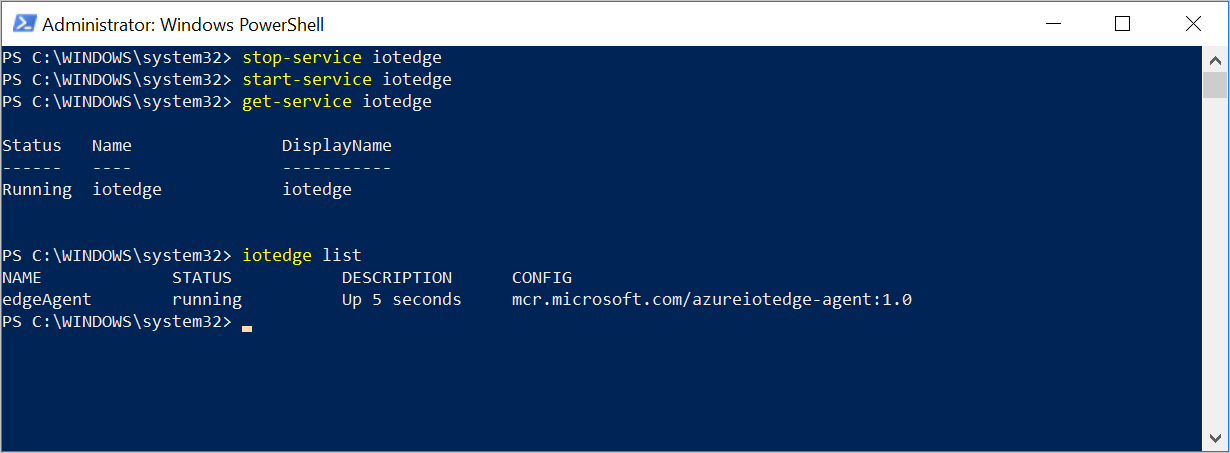 Administrator: Windows PowerShell
PS C:\WINDOWS\system32> stop-service iotedge
PS C:\WINDOWS\system32> start-service iotedge
PS C:\WINDOWS\system32> get-service iotedge
Status   Name               DisplayName
------   ----               -----------
Running  iotedge            iotedge
PS C:\WINDOWS\system32> iotedge list
NAME             STATUS           DESCRIPTION      CONFIG
edgeAgent        running          Up 5 seconds     mcr.microsoft.com/azureiotedge-agent:1.0
PS C:\WINDOWS\system32>